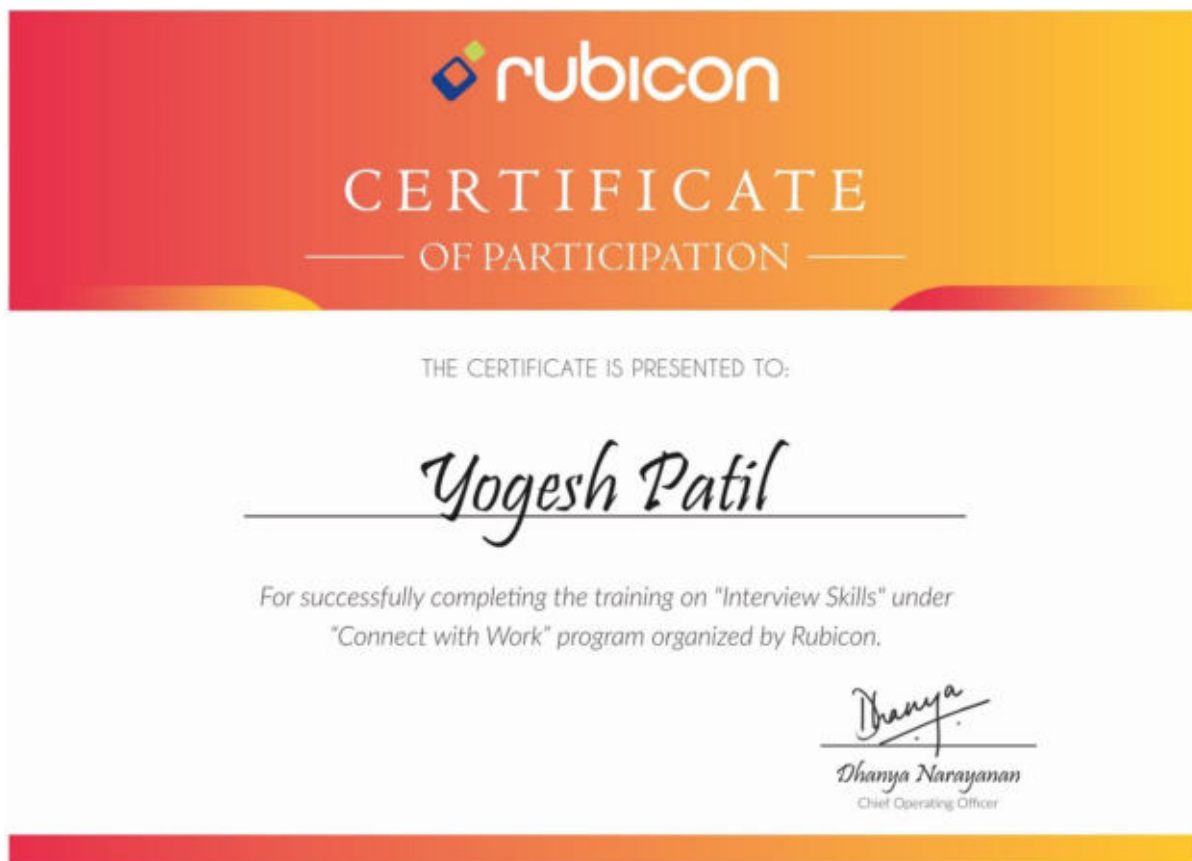 rubicon
CERTIFICATE
OF PARTICIPATION
THE CERTIFICATE IS PRESENTED TO:
Yogesh Patil
For successfully completing the training on "Interview Skills" under
"Connect with Work" program organized by Rubicon.
Dhanya
Dhanya Narayanan
Chief Operating Officer